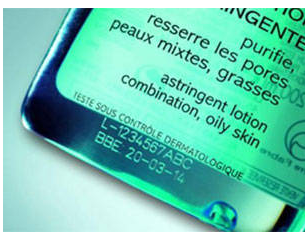 INGENTE
purifie,
resserre les pores
peaux mixtes, grasses
astringent lotion
combination, oily skin
TESTE SOUS CONTRÔLE DERMATOLOGIQUE
L-1234567ABC
BBE 20-03-14